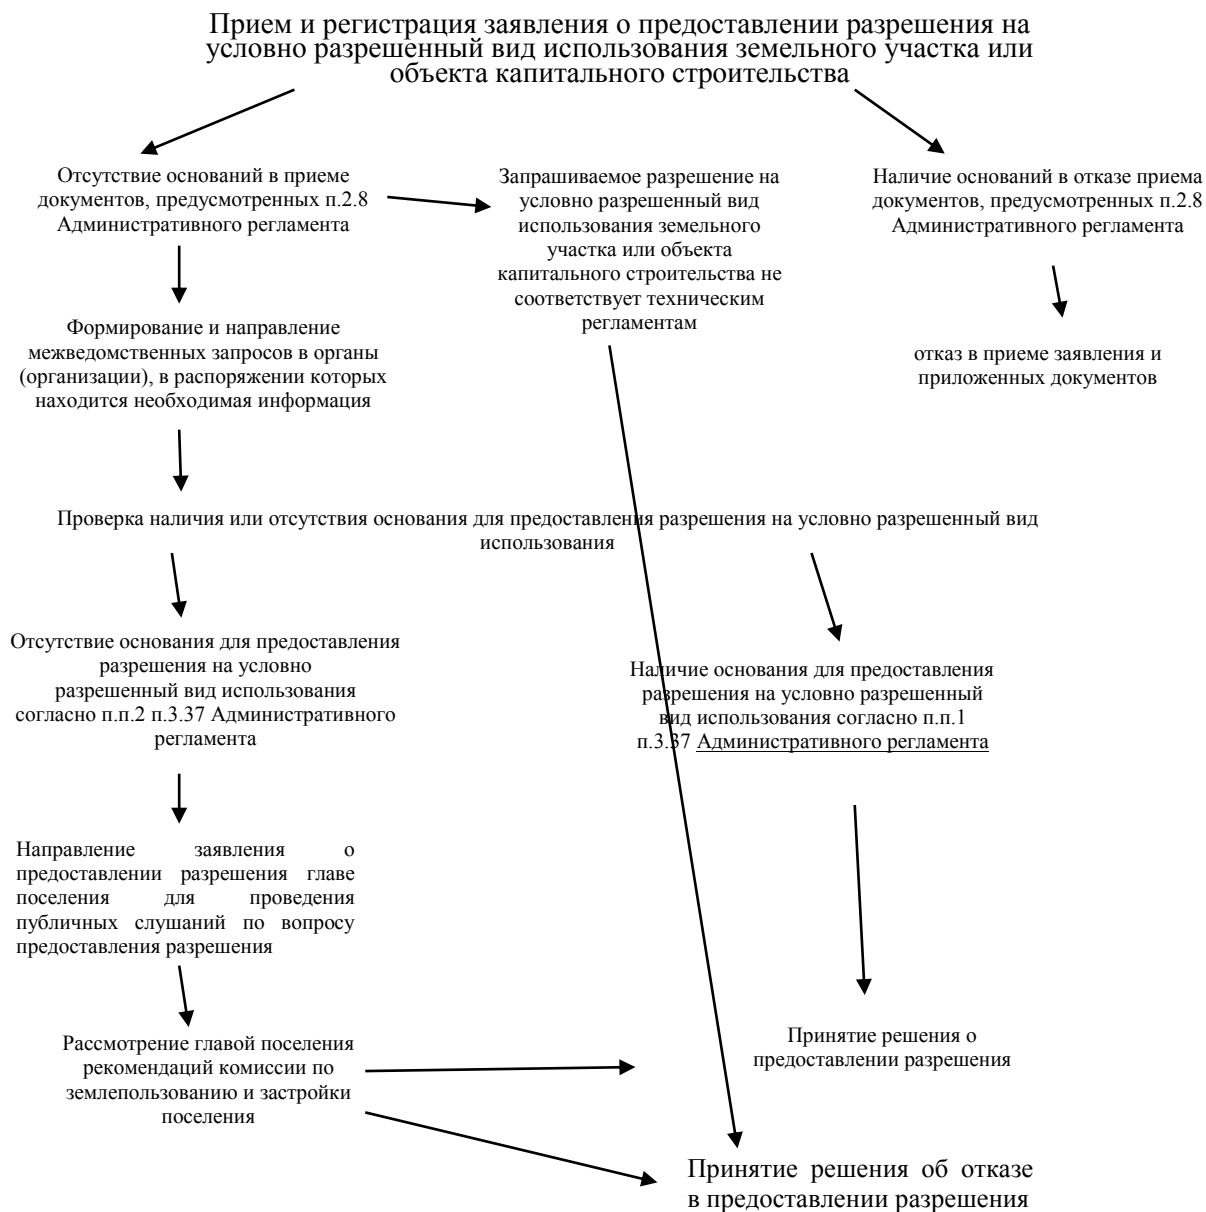 Прием и регистрация заявления о предоставлении разрешения на
условно разрешенный вид использования земельного участка или
объекта капитального строительства
Отсутствие оснований в приеме
документов, предусмотренных п.2.8
Административного регламента
Запрашиваемое разрешение на
условно разрешенный вид
использования земельного
участка или объекта
капитального строительства не
соответствует техническим
регламентам
Наличие оснований в отказе приема
документов, предусмотренных п.2.8
Административного регламента
Формирование и направление
межведомственных запросов в органы
(организации), в распоряжении которых
находится необходимая информация
отказ в приеме заявления и
приложенных документов
Проверка наличия или отсутствия основания для предоставления разрешения на условно разрешенный вид
использования
Отсутствие основания для предоставления
разрешения на условно
разрешенный вид использования
согласно п.п.2 п.3.37 Административного
регламента
Наличие основания для предоставления
разрешения на условно разрешенный
вид использования согласно п.п.1
п.3.37 Административного регламента
Направление заявления о
предоставлении разрешения главе
поселения для проведения
публичных слушаний по вопросу
предоставления разрешения
Рассмотрение главой поселения
рекомендаций комиссии по
землепользованию и застройки
поселения
Принятие решения о
предоставлении разрешения
Принятие решения об отказе
в предоставлении разрешения